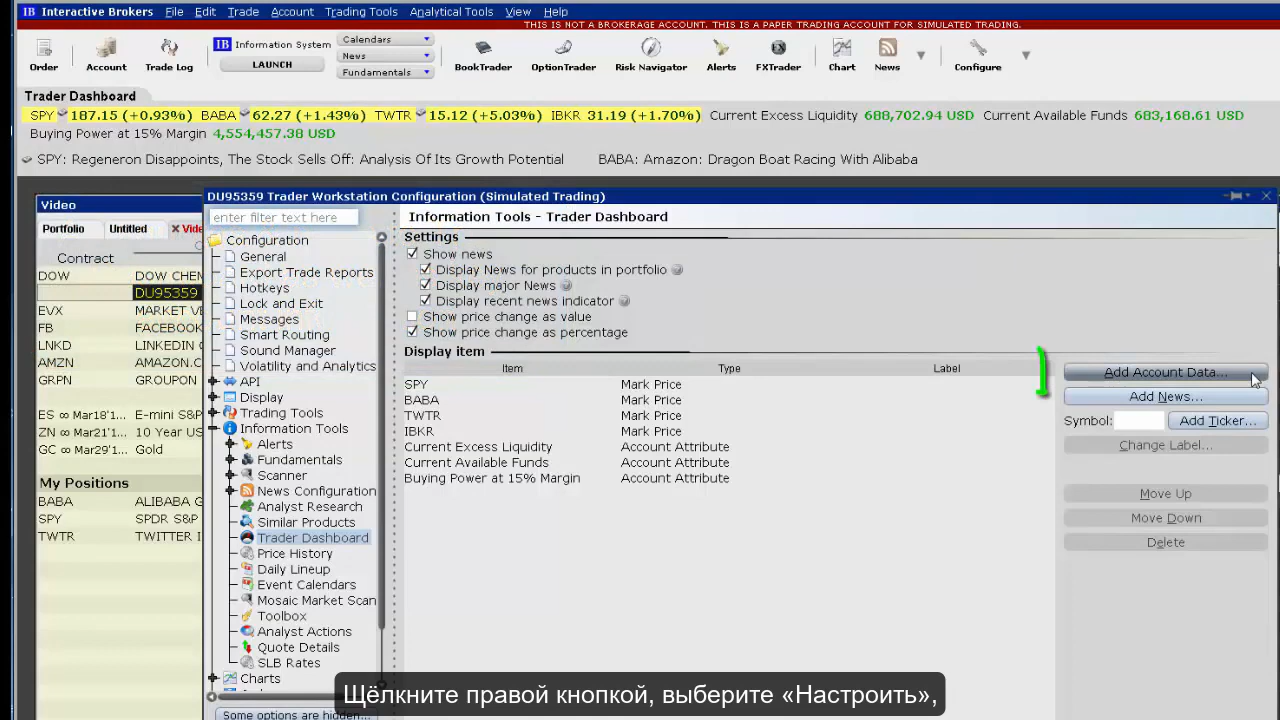 IB Interactive Brokers File Edit Trade Account Trading Tools Analytical Tools View Help
THIS IS NOT A BROKERAGE ACCOUNT. THIS IS A PAPER TRADING ACCOUNT FOR SIMULATED TRADING.
Order Account Trade Log IB Information System LAUNCH Calendars News Fundamentals BookTrader OptionTrader Risk Navigator Alerts FXTrader Chart News Configure
Trader Dashboard
SPY 187.15 (+0.93%) BABA 62.27 (+1.43%) TWTR 15.12 (+5.03%) IBKR 31.19 (+1.70%) Current Excess Liquidity 688,702.94 USD Current Available Funds 683,168.61 USD
Buying Power at 15% Margin 4,554,457.38 USD
SPY: Regeneron Disappoints, The Stock Sells Off: Analysis Of Its Growth Potential BABA: Amazon: Dragon Boat Racing With Alibaba
Video
Portfolio Untitled Vide
Contract
DOW DOW CHEM
DU95359
EVX MARKET VE
FB FACEBOOK
LNKD LINKEDIN C
AMZN AMAZON.C
GRPN GROUPON
ES ∞ Mar18'1... E-mini S&P
ZN ∞ Mar21'1... 10 Year US
GC ∞ Mar29'1... Gold
My Positions
BABA ALIBABA G
SPY SPDR S&P
TWTR TWITTER I
DU95359 Trader Workstation Configuration (Simulated Trading)
enter filter text here
Configuration
General
Export Trade Reports
Hotkeys
Lock and Exit
Messages
Smart Routing
Sound Manager
Volatility and Analytics
API
Display
Trading Tools
Information Tools
Alerts
Fundamentals
Scanner
News Configuration
Analyst Research
Similar Products
Trader Dashboard
Price History
Daily Lineup
Event Calendars
Mosaic Market Scan
Toolbox
Analyst Actions
Quote Details
SLB Rates
Charts
Some options are hidden...
Information Tools - Trader Dashboard
Settings
Show news
Display News for products in portfolio
Display major News
Display recent news indicator
Show price change as value
Show price change as percentage
Display item
Item Type Label
SPY Mark Price
BABA Mark Price
TWTR Mark Price
IBKR Mark Price
Current Excess Liquidity Account Attribute
Current Available Funds Account Attribute
Buying Power at 15% Margin Account Attribute
Add Account Data...
Add News...
Symbol: Add Ticker...
Change Label...
Move Up
Move Down
Delete
Щёлкните правой кнопкой, выберите «Настроить»,